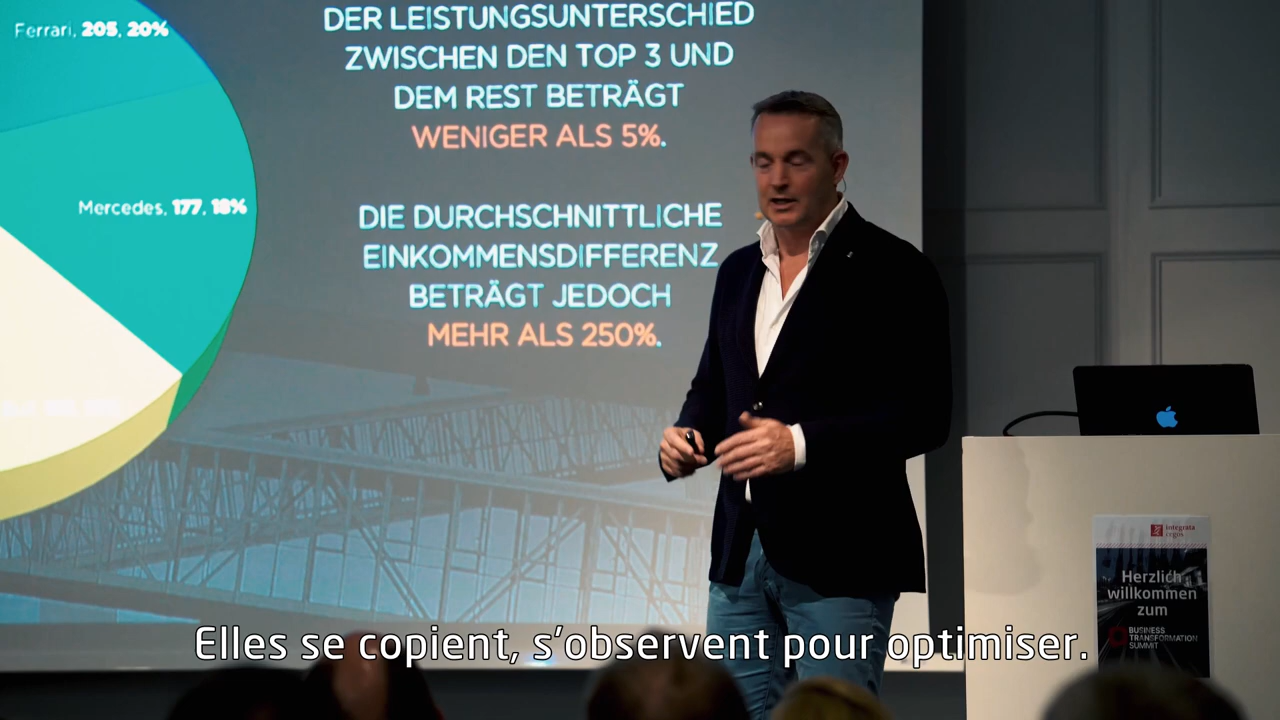 Ferrari, 205, 20%
Mercedes, 177, 18%
DER LEISTUNGSUNTERSCHIED
ZWISCHEN DEN TOP 3 UND
DEM REST BETRÄGT
WENIGER ALS 5%.
DIE DURCHSCHNITTLICHE
EINKOMMENSDIFFERENZ
BETRÄGT JEDOCH
MEHR ALS 250%.
Integrata
cegos
Herzlich
willkommen
zum
BUSINESS
TRANSFORMATION
SUMMIT
Elles se copient, s'observent pour optimiser.